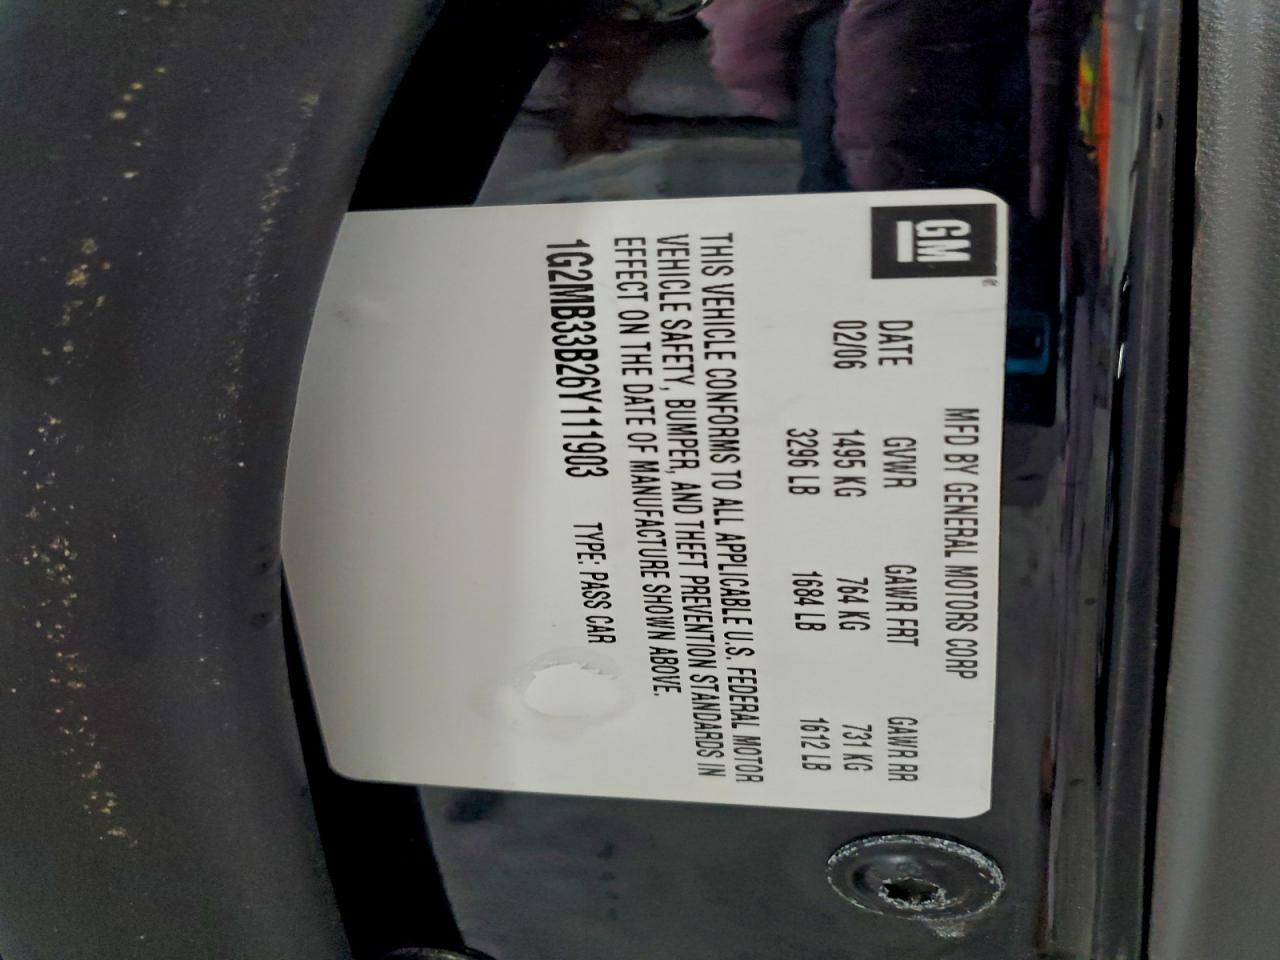 GM
MFD BY GENERAL MOTORS CORP
DATE GVWR GAWR FRT GAWR RR
02/06 1495 KG 764 KG 731 KG
3296 LB 1684 LB 1612 LB
THIS VEHICLE CONFORMS TO ALL APPLICABLE U.S. FEDERAL MOTOR
VEHICLE SAFETY, BUMPER, AND THEFT PREVENTION STANDARDS IN
EFFECT ON THE DATE OF MANUFACTURE SHOWN ABOVE.
1G2MB33B26Y111903 TYPE: PASS CAR